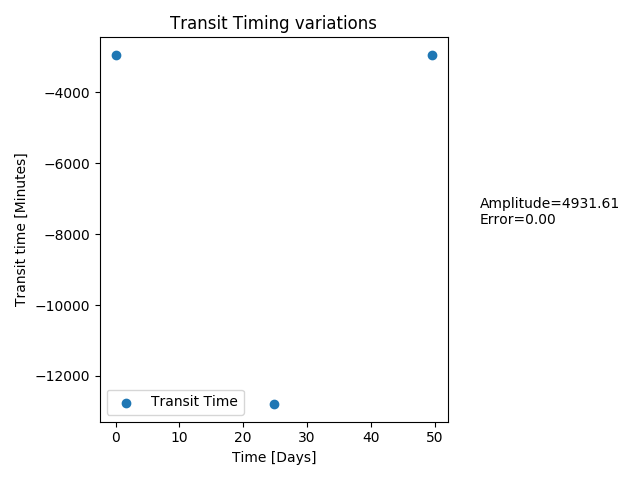 Transit Timing variations
Transit time [Minutes]
−4000
−6000
−8000
−10000
−12000
Transit Time
0
10
20
30
40
50
Time [Days]
Amplitude=4931.61
Error=0.00